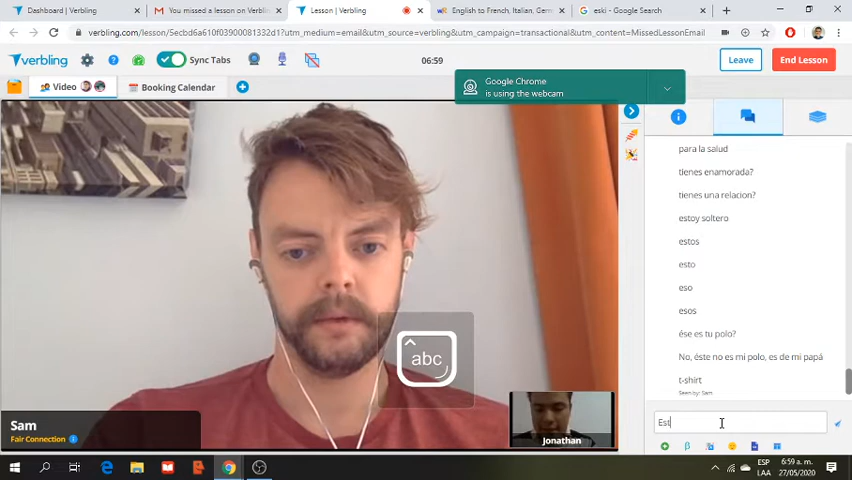 Dashboard | Verbling
You missed a lesson on Verblin
Lesson | Verbling
English to French, Italian, Germ
eski - Google Search
verbling.com/lesson/5ecbd6a610f03900081332d1?utm_medium=email&utm_source=verbling&utm_campaign=transactional&utm_content=MissedLessonEmail
verbling
Sync Tabs
06:59
Google Chrome
is using the webcam
Leave
End Lesson
Video
Booking Calendar
para la salud
tienes enamorada?
tienes una relacion?
estoy soltero
estos
esto
eso
esos
ése es tu polo?
No, éste no es mi polo, es de mi papá
t-shirt
Seen by: Sam
abc
Est
Sam
Fair Connection
Jonathan
ESP
LAA
6:59 a. m.
27/05/2020